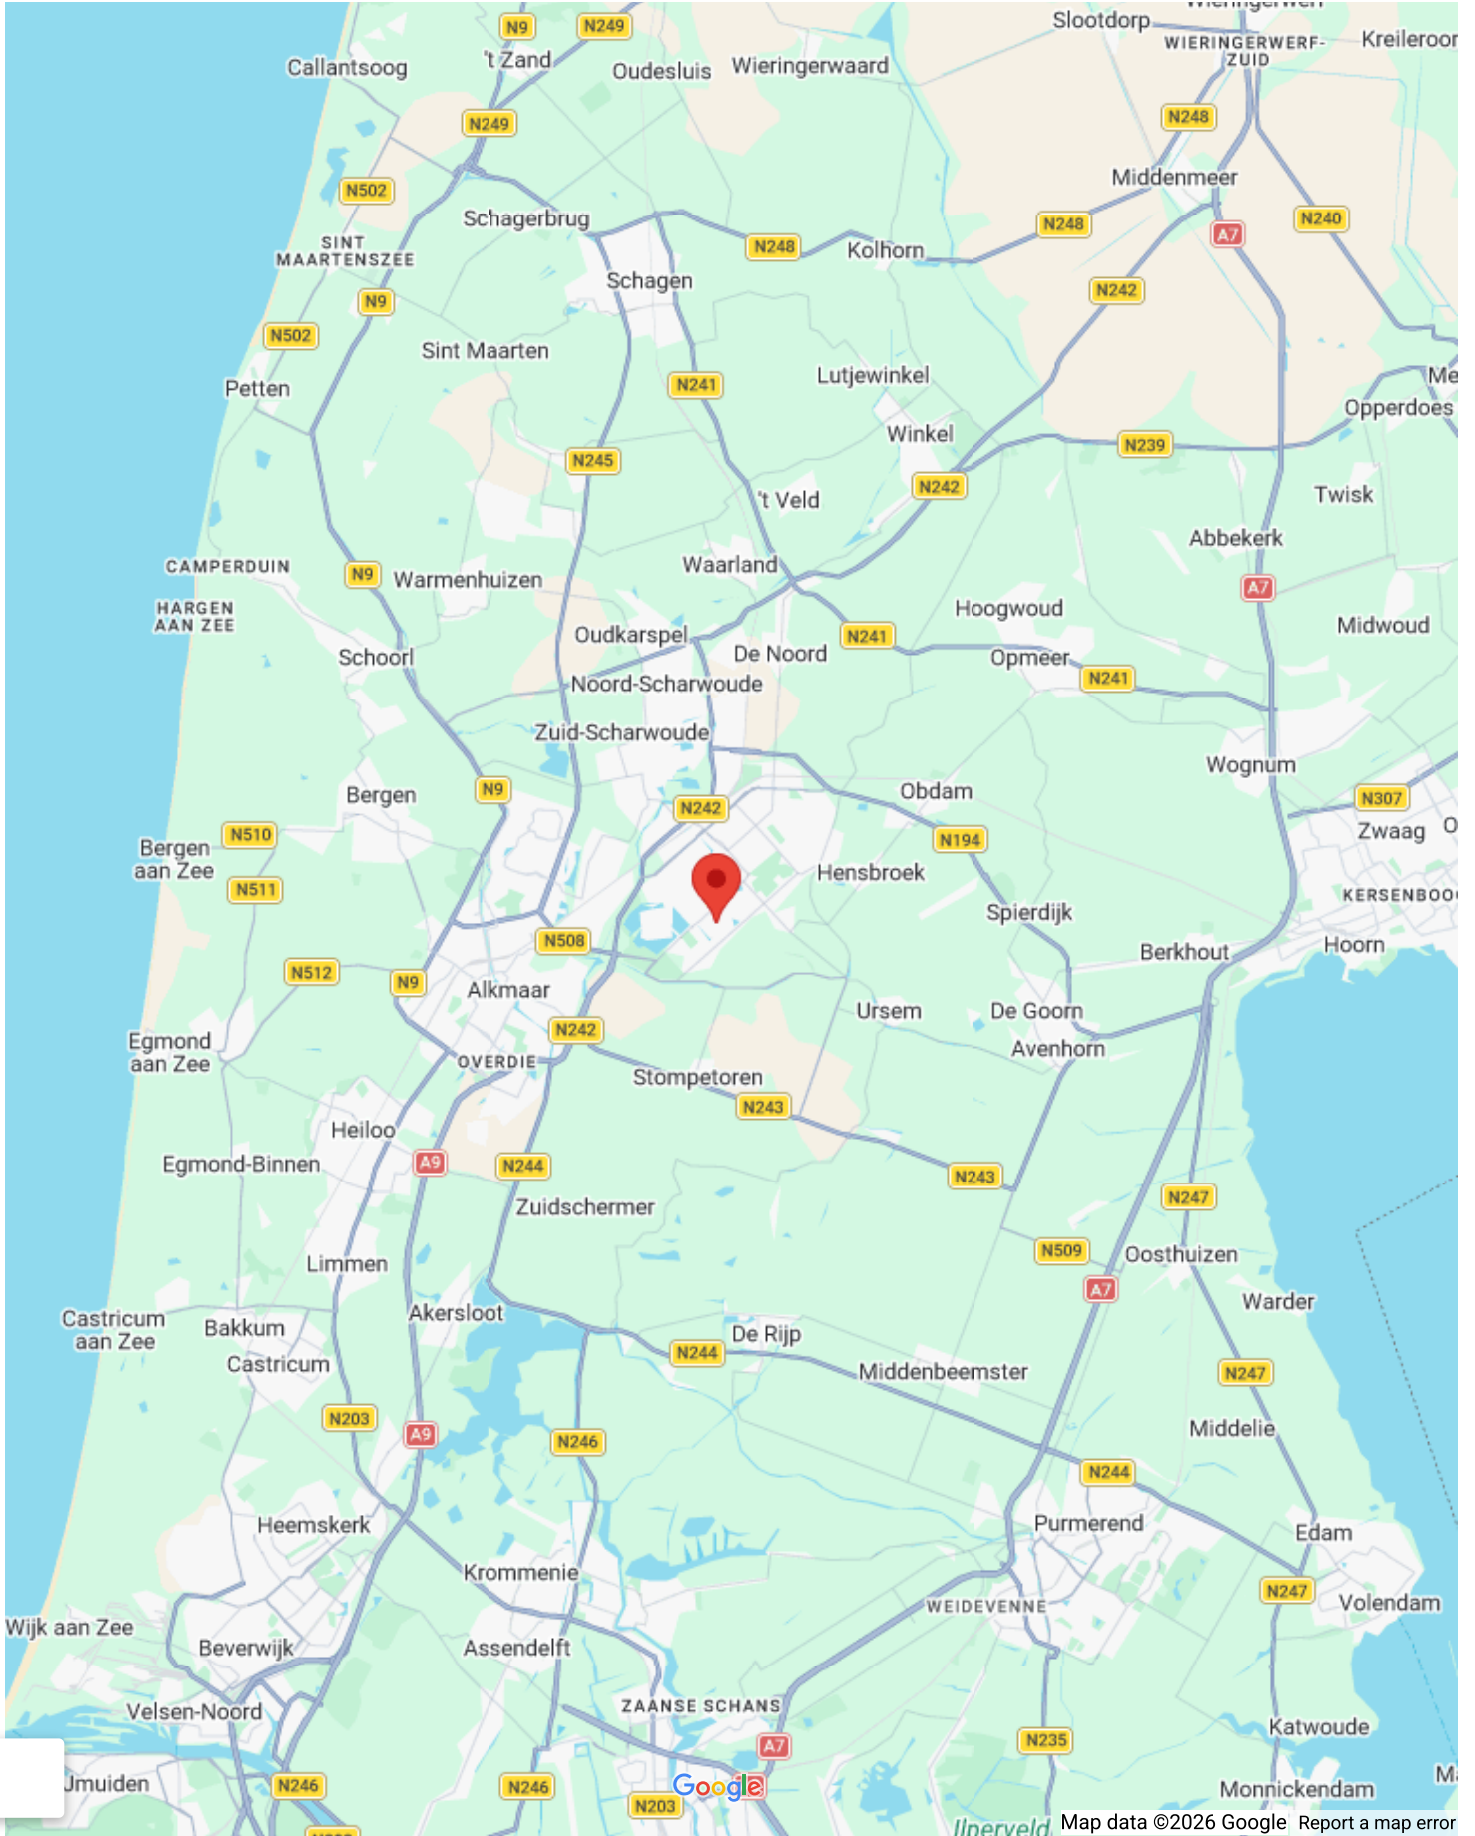 N9
N249
Slootdorp
't Zand
Callantsoog
Oudesluis
Wieringerwaard
WIERINGERWERF-
ZUID
N249
N248
Middenmeer
N502
Schagerbrug
N248
N240
A7
SINT
MAARTENSZEE
N248
Kolhorn
Schagen
N242
N9
N502
Sint Maarten
Petten
N241
Lutjewinkel
Opperdoes
Winkel
N239
N245
N242
't Veld
Twisk
Abbekerk
CAMPERDUIN
N9
Warmenhuizen
Waarland
A7
HARGEN
AAN ZEE
Hoogwoud
Midwoud
Oudkarspel
N241
De Noord
Schoorl
Opmeer
N241
Noord-Scharwoude
Zuid-Scharwoude
Wognum
Bergen
N9
Obdam
N242
N307
Zwaag
N510
N194
Bergen
aan Zee
N511
Hensbroek
Spierdijk
N508
Berkhout
Hoorn
N512
N9
Alkmaar
Ursem
De Goorn
N242
Egmond
aan Zee
OVERDIE
Avenhorn
Stompetoren
N243
Heiloo
Egmond-Binnen
A9
N244
N243
N247
Zuidschermer
N509
Oosthuizen
Limmen
A7
Warder
Akersloot
Castricum
aan Zee
Bakkum
De Rijp
Castricum
N244
Middenbeemster
N247
N203
A9
N246
Middelie
N244
Heemskerk
Purmerend
Edam
Krommenie
N247
Volendam
WEIDEVENNE
Wijk aan Zee
Beverwijk
Assendelft
ZAANSE SCHANS
Velsen-Noord
Katwoude
A7
N235
N246
N246
Google
N203
Monnickendam
Ilperveld
Map data ©2026 Google
Report a map error